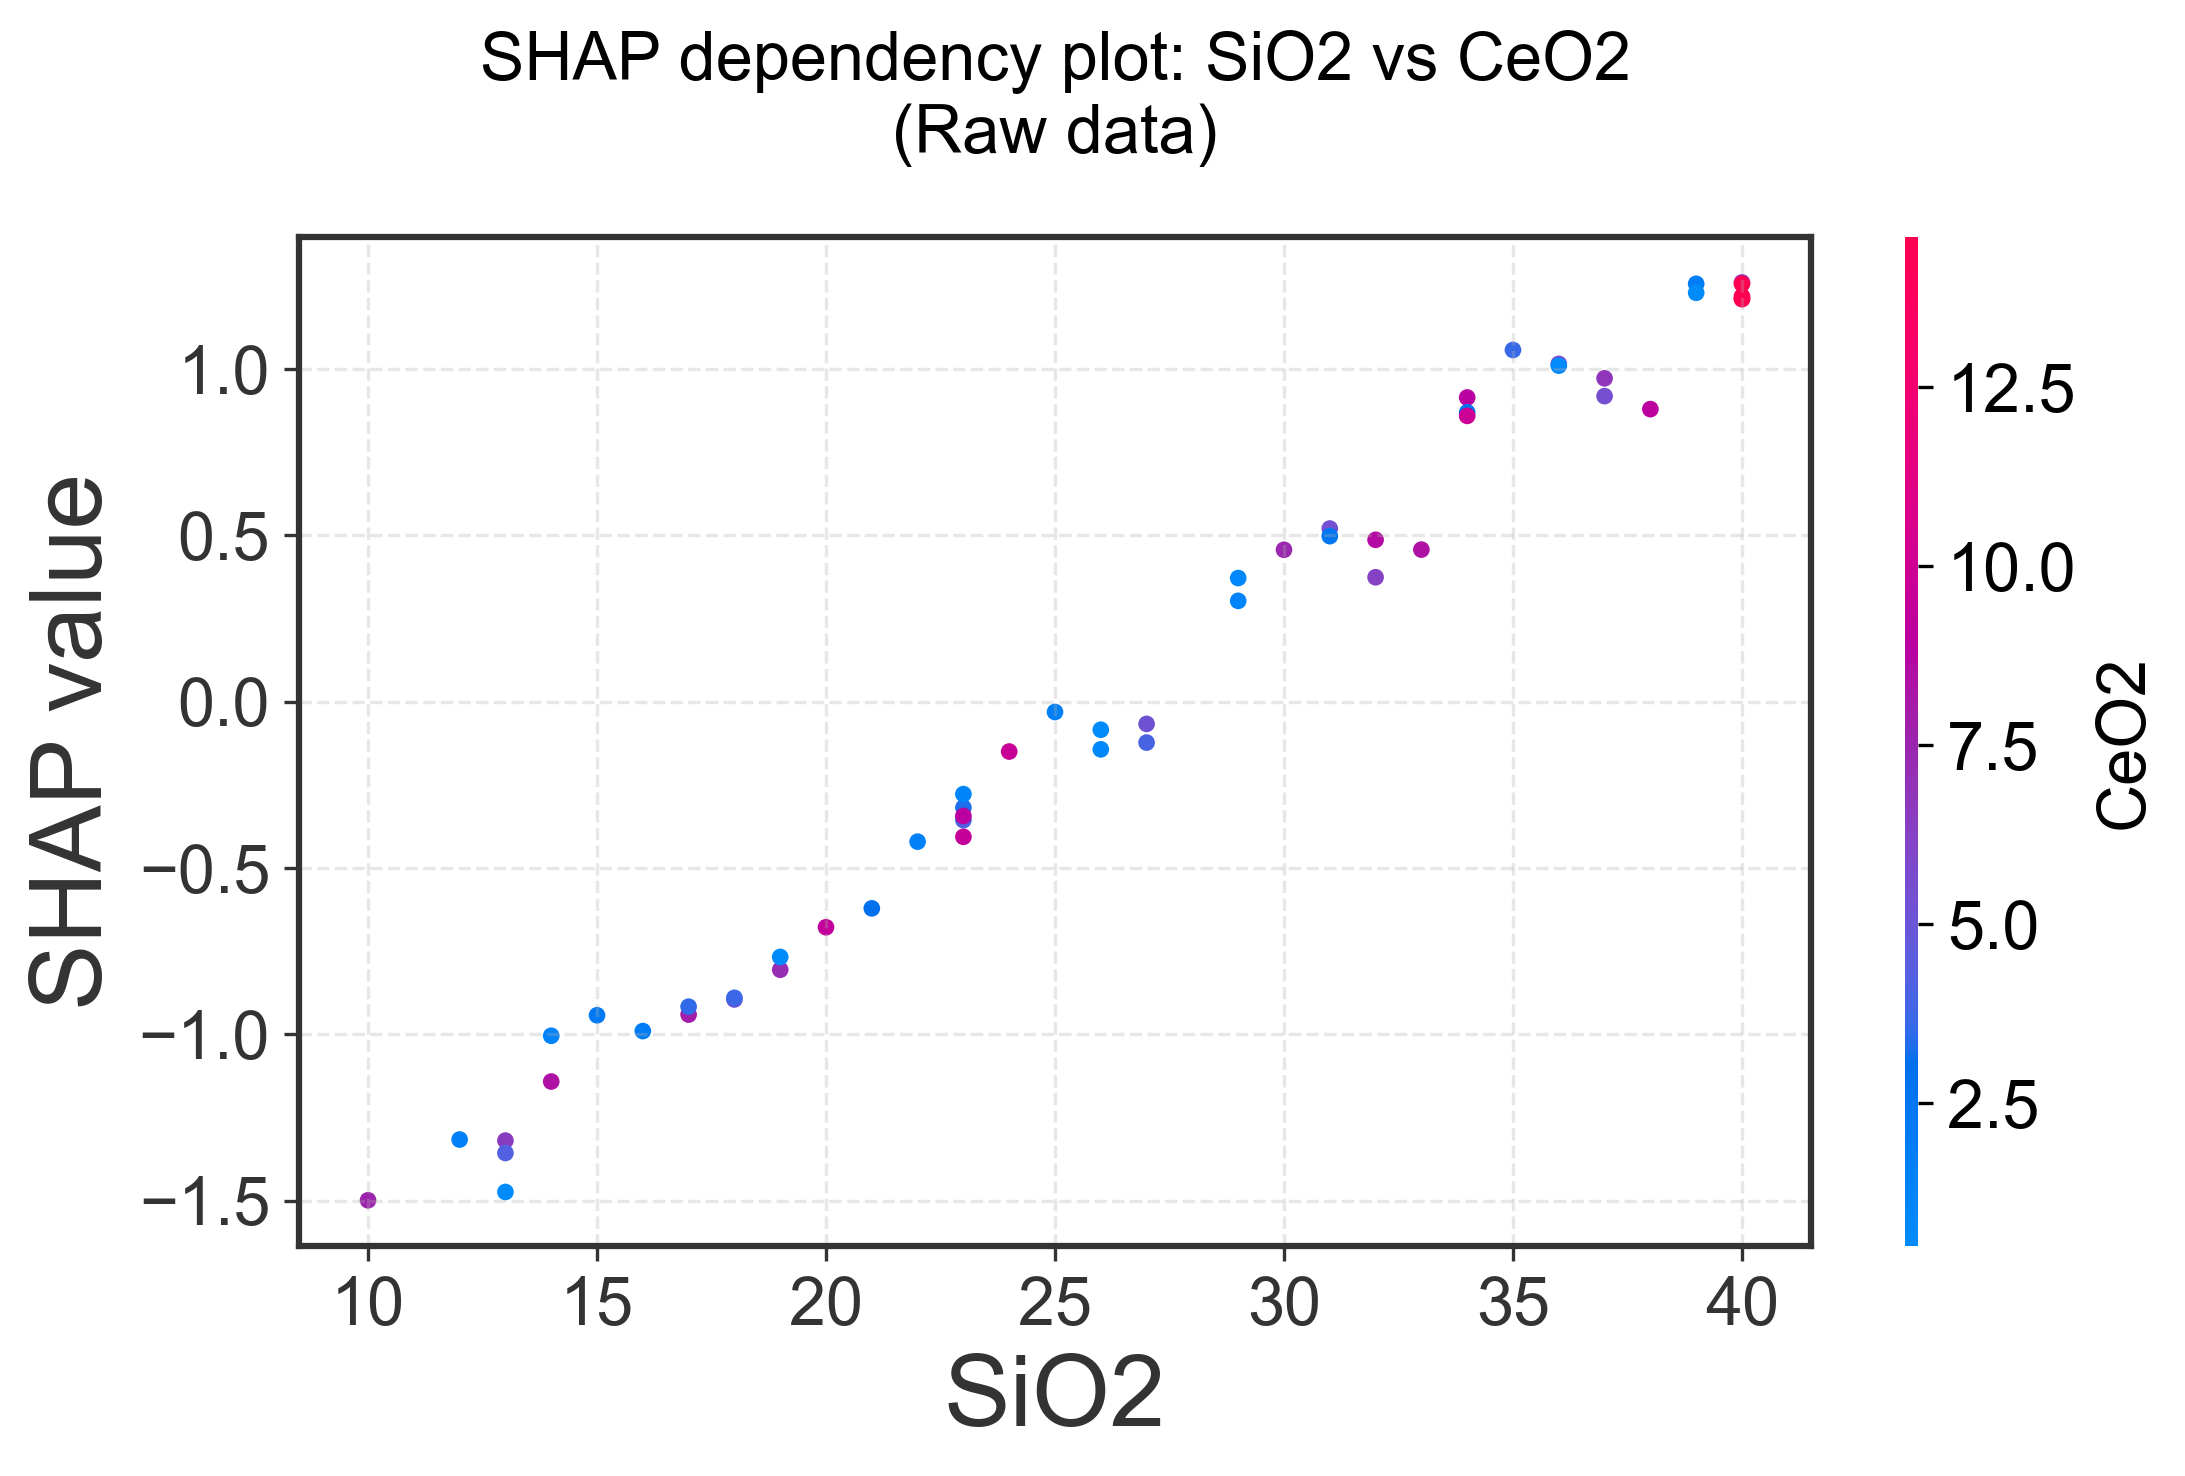 SHAP dependency plot: SiO2 vs CeO2
(Raw data)
SHAP value
1.0
0.5
0.0
−0.5
−1.0
−1.5
10 15 20 25 30 35 40
SiO2
12.5
10.0
7.5
5.0
2.5
CeO2